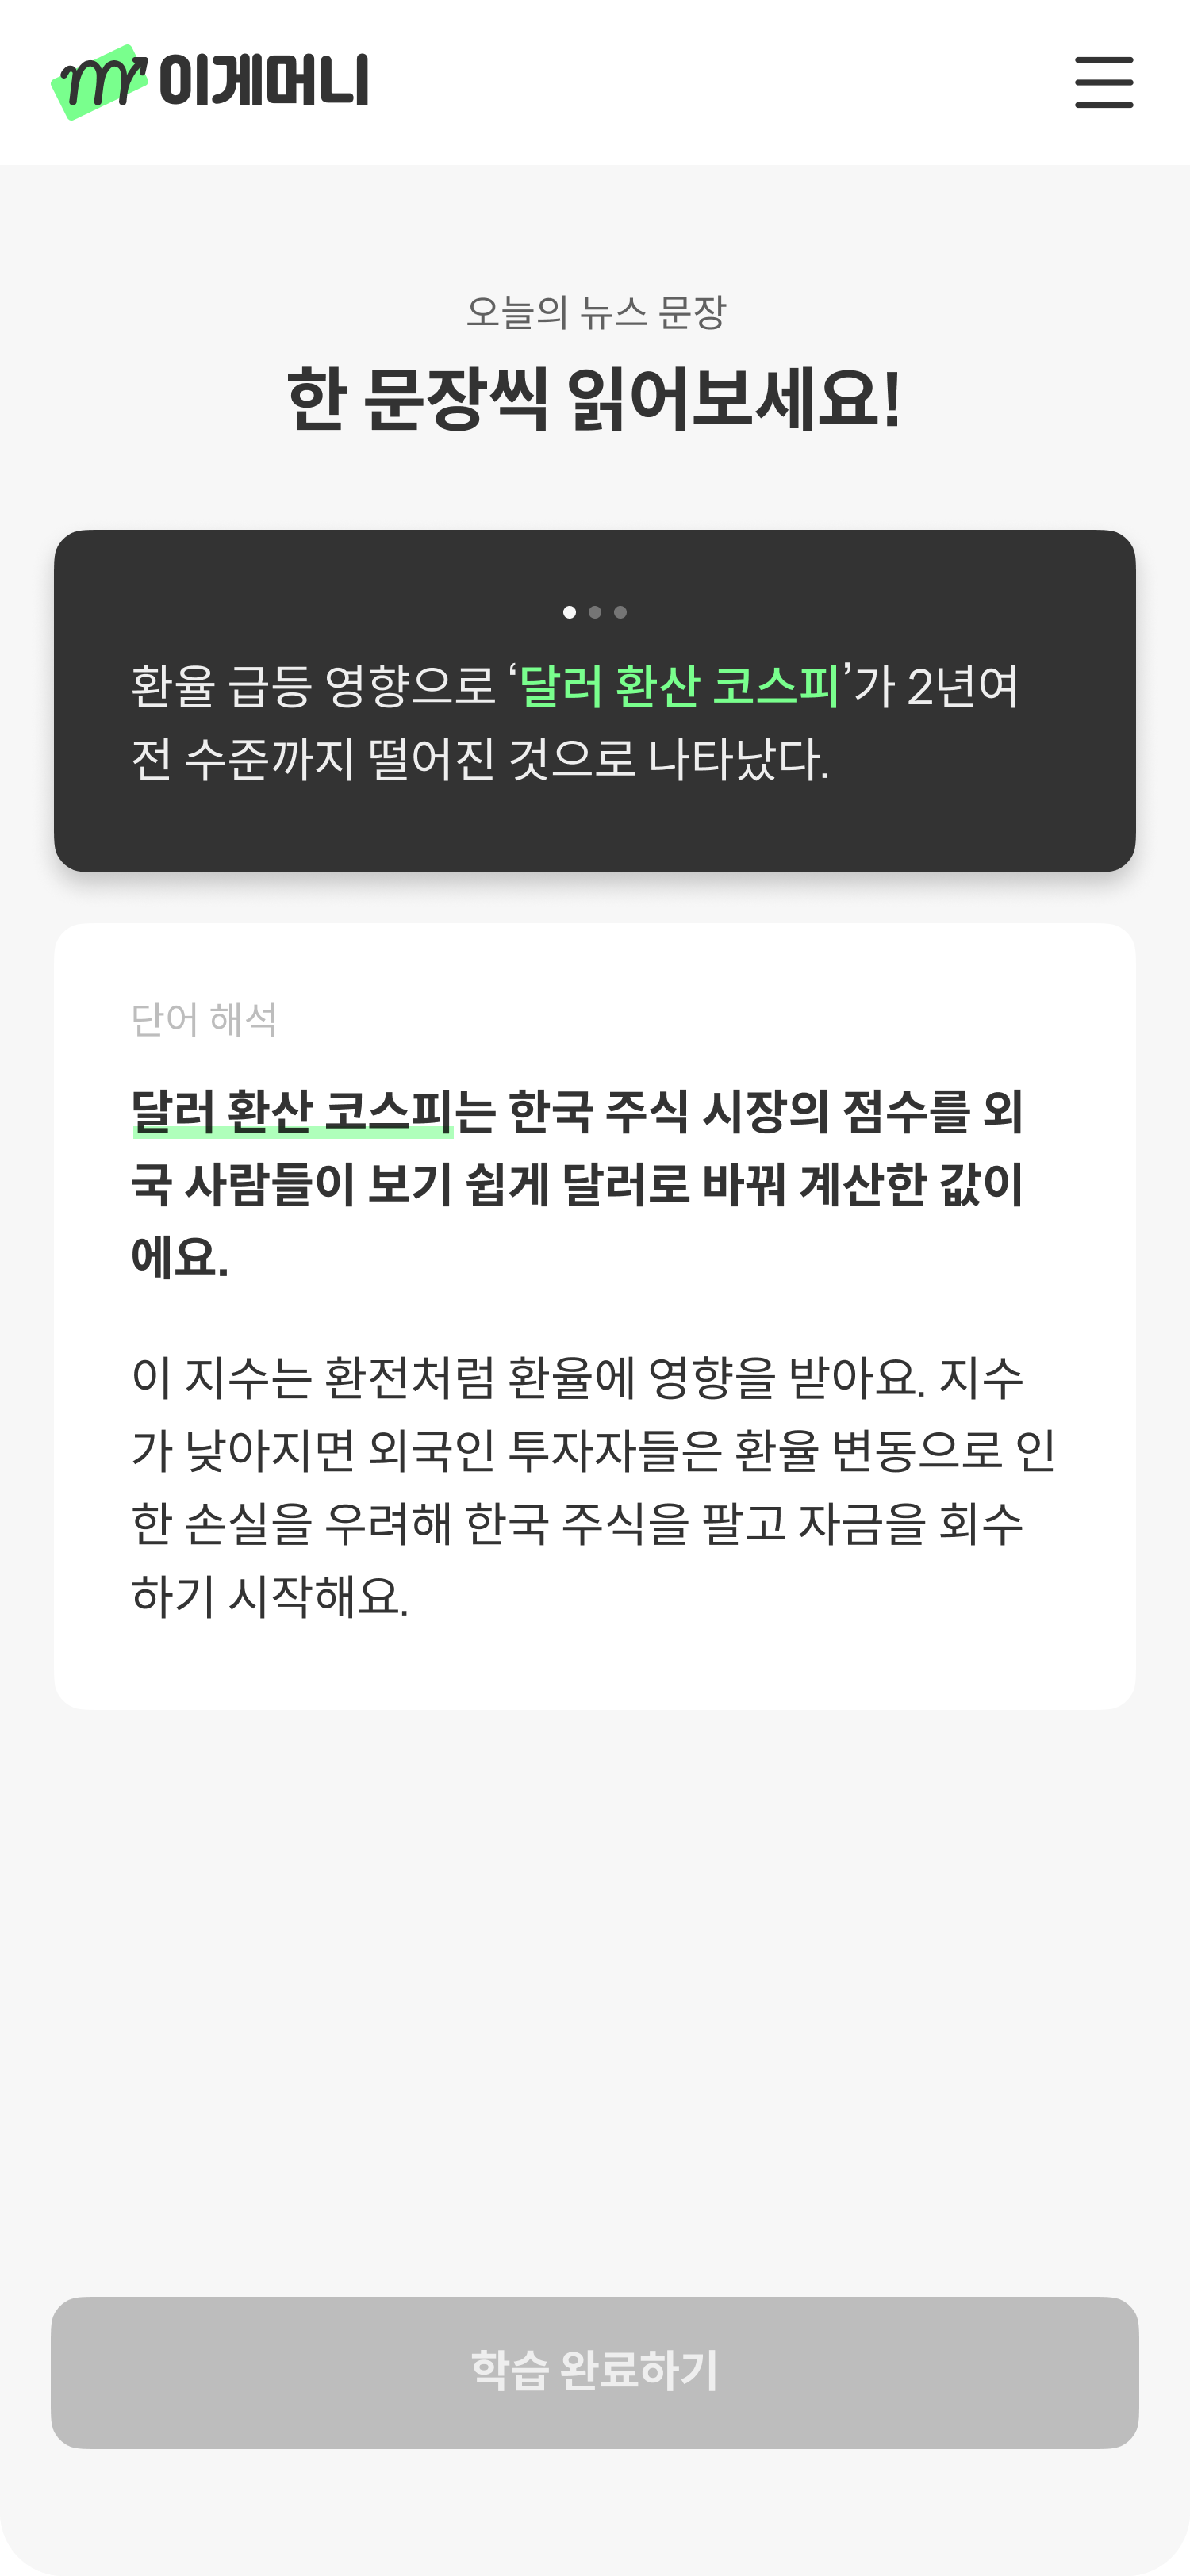 이게머니
오늘의 뉴스 문장
한 문장씩 읽어보세요!
환율 급등 영향으로 ‘달러 환산 코스피’가 2년여
전 수준까지 떨어진 것으로 나타났다.
단어 해석
달러 환산 코스피는 한국 주식 시장의 점수를 외
국 사람들이 보기 쉽게 달러로 바꿔 계산한 값이
에요.
이 지수는 환전처럼 환율에 영향을 받아요. 지수
가 낮아지면 외국인 투자자들은 환율 변동으로 인
한 손실을 우려해 한국 주식을 팔고 자금을 회수
하기 시작해요.
학습 완료하기